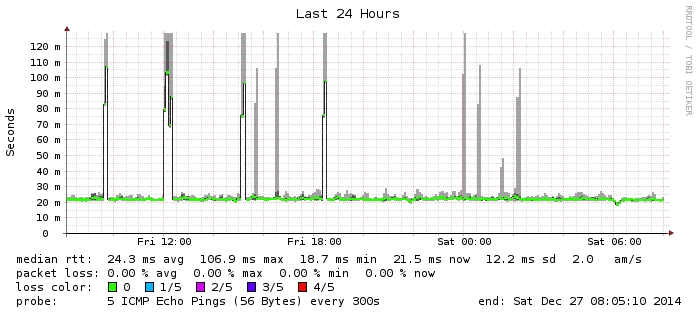 Last 24 Hours
RRDTOOL / TOBI OETIKER
Seconds
120 m
110 m
100 m
90 m
80 m
70 m
60 m
50 m
40 m
30 m
20 m
10 m
0
Fri 12:00 Fri 18:00 Sat 00:00 Sat 06:00
median rtt: 24.3 ms avg 106.9 ms max 18.7 ms min 21.5 ms now 12.2 ms sd 2.0 am/s
packet loss: 0.00 % avg 0.00 % max 0.00 % min 0.00 % now
loss color: 0 1/5 2/5 3/5 4/5
probe: 5 ICMP Echo Pings (56 Bytes) every 300s end: Sat Dec 27 08:05:10 2014